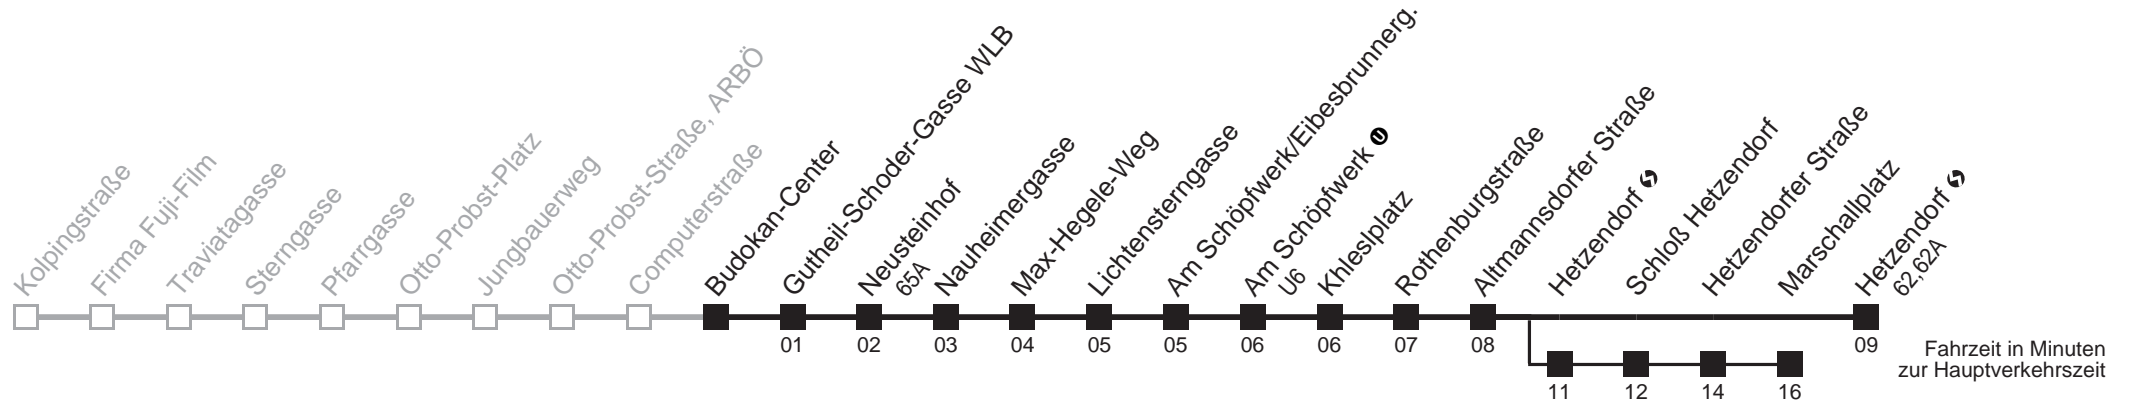 Kolpingstraße
Firma Fuji-Film
Traviatagasse
Sterngasse
Pfarrgasse
Otto-Probst-Platz
Jungbauerweg
Otto-Probst-Straße, ARBÖ
Computerstraße
Budokan-Center
Gutheil-Schoder-Gasse WLB
Neusteinhof
65A
Nauheimergasse
Max-Hegele-Weg
Lichtensterngasse
Am Schöpfwerk/Eibesbrunnerg.
Am Schöpfwerk U
U6
Khleslplatz
Rothenburgstraße
Altmannsdorfer Straße
Hetzendorf S
Schloß Hetzendorf
Hetzendorfer Straße
Marschallplatz
Hetzendorf S
62,62A
01 02 03 04 05 05 06 06 07 08 09
11 12 14 16
Fahrzeit in Minuten
zur Hauptverkehrszeit